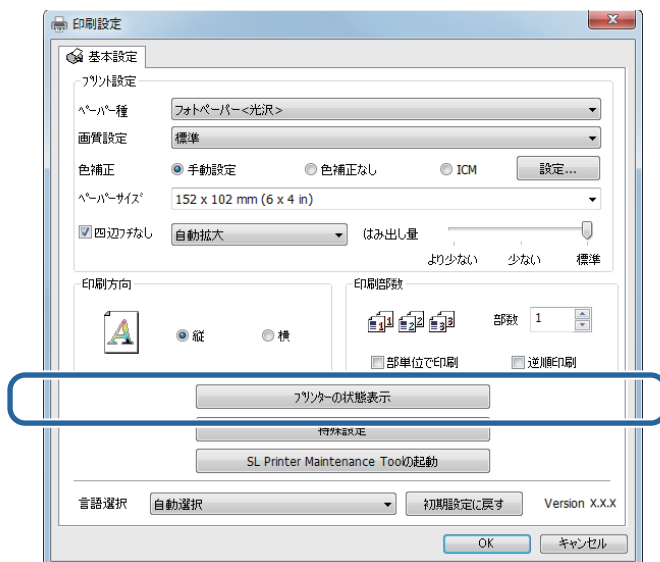 印刷設定
基本設定
プリント設定
ペーパー種 フォトペーパー<光沢>
画質設定 標準
色補正 手動設定 色補正なし ICM 設定...
ペーパーサイズ 152 x 102 mm (6 x 4 in)
四辺フチなし 自動拡大 はみ出し量
より少ない 少ない 標準
印刷方向 印刷部数
縦 横 部数 1
部単位で印刷 逆順印刷
プリンターの状態表示
特殊設定
SL Printer Maintenance Toolの起動
言語選択 自動選択 初期設定に戻す Version X.X.X
OK キャンセル